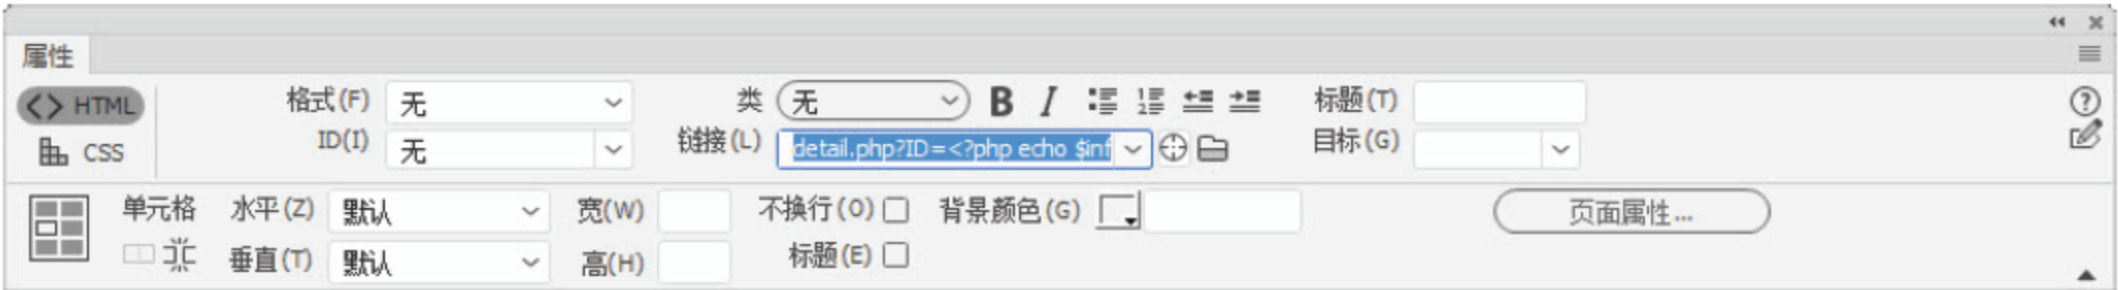 属性
HTML 格式(F) 无 类 无 B I 标题(T)
CSS ID(I) 无 链接(L) detail.php?ID=<?php echo $inf 目标(G)
单元格 水平(Z) 默认 宽(W) 不换行(O) 背景颜色(G) 页面属性...
垂直(T) 默认 高(H) 标题(E)